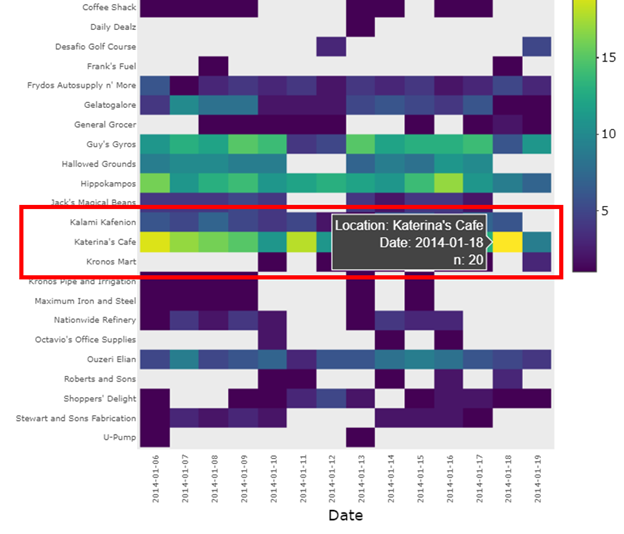 Coffee Shack
Daily Dealz
Desafio Golf Course
Frank's Fuel
Frydos Autosupply n' More
Gelatogalore
General Grocer
Guy's Gyros
Hallowed Grounds
Hippokampos
Jack's Magical Beans
Kalami Kafenion
Katerina's Cafe
Kronos Mart
Kronos Pipe and Irrigation
Maximum Iron and Steel
Nationwide Refinery
Octavio's Office Supplies
Ouzeri Elian
Roberts and Sons
Shoppers' Delight
Stewart and Sons Fabrication
U-Pump
Location: Katerina's Cafe
Date: 2014-01-18
n: 20
15
10
5
2014-01-06
2014-01-07
2014-01-08
2014-01-09
2014-01-10
2014-01-11
2014-01-12
2014-01-13
2014-01-14
2014-01-15
2014-01-16
2014-01-17
2014-01-18
2014-01-19
Date